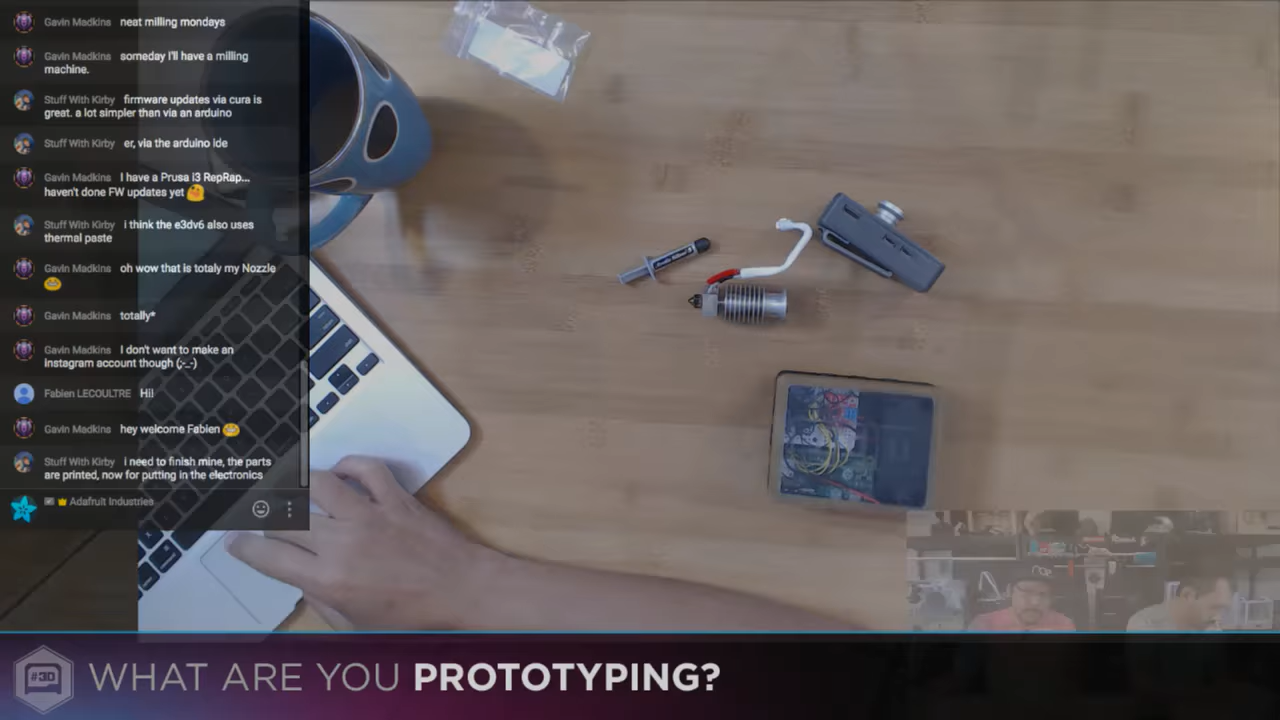 Gavin Madkins neat milling mondays
Gavin Madkins someday I'll have a milling
machine.
Stuff With Kirby firmware updates via cura is
great. a lot simpler than via an arduino
Stuff With Kirby er, via the arduino ide
Gavin Madkins I have a Prusa i3 RepRap...
haven't done FW updates yet
Stuff With Kirby i think the e3dv6 also uses
thermal paste
Gavin Madkins oh wow that is totaly my Nozzle
Gavin Madkins totally*
Gavin Madkins I don't want to make an
instagram account though (;-_-)
Fabien LECOULTRE Hi!
Gavin Madkins hey welcome Fabien
Stuff With Kirby i need to finish mine, the parts
are printed, now for putting in the electronics
Adafruit Industries
#3D
WHAT ARE YOU PROTOTYPING?